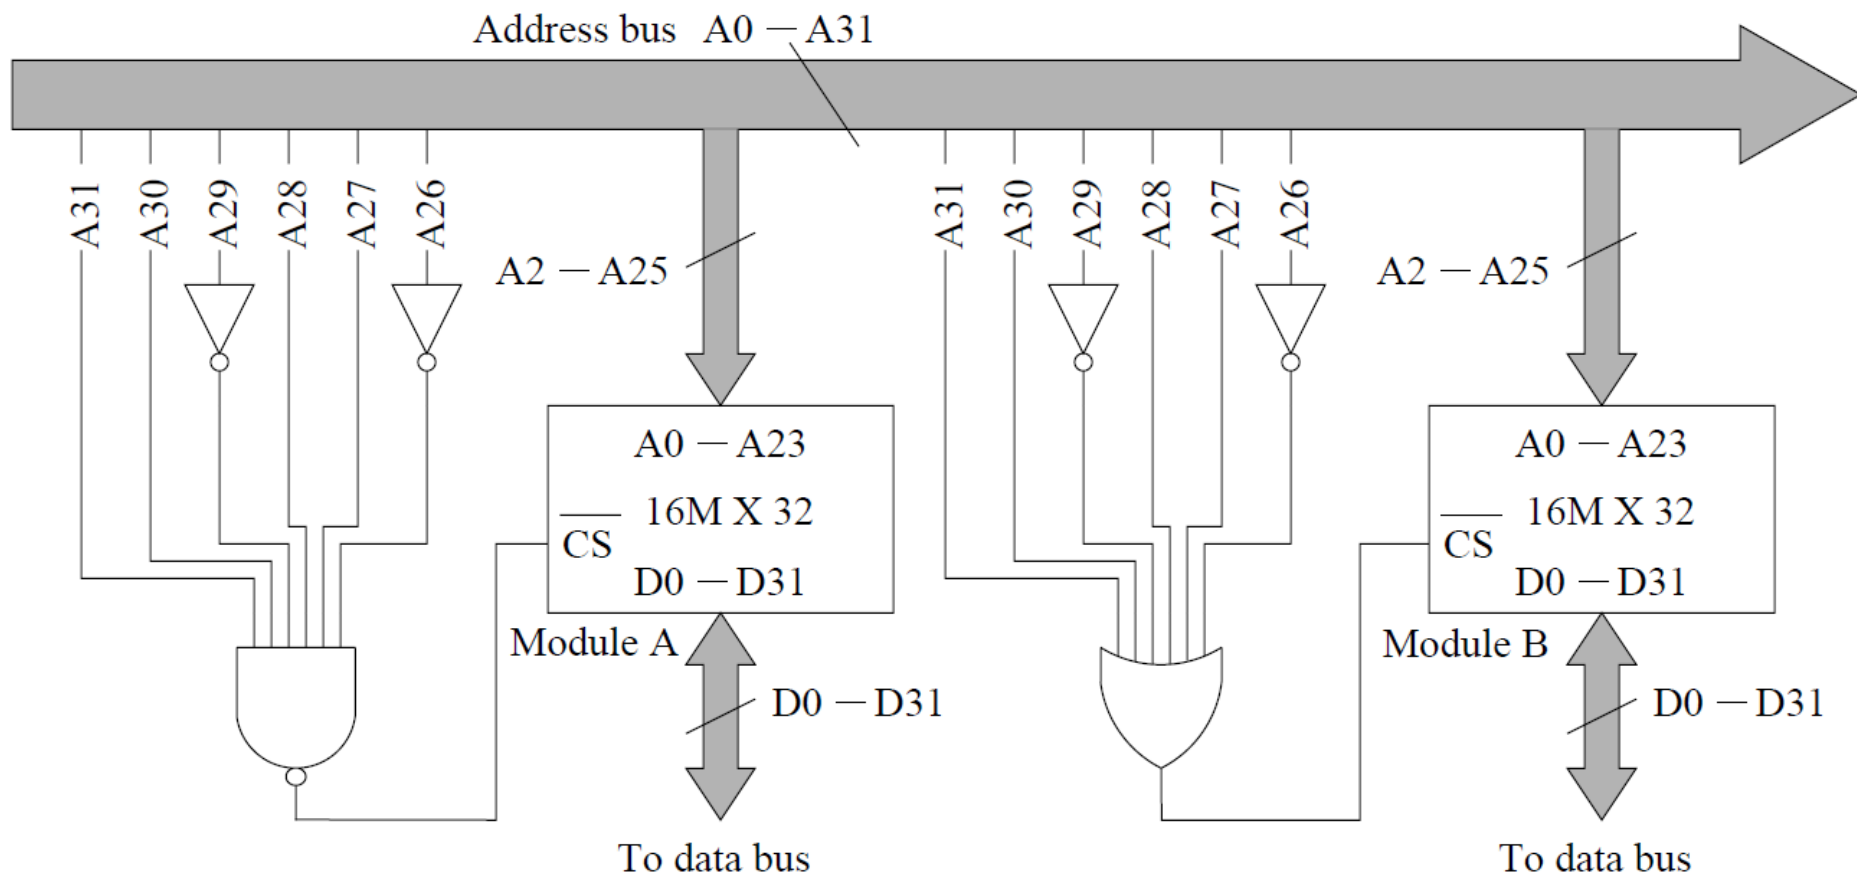 Address bus A0 — A31
A31
A30
A29
A28
A27
A26
A2 — A25
A31
A30
A29
A28
A27
A26
A2 — A25
A0 — A23
16M X 32
CS
D0 — D31
Module A
D0 — D31
To data bus
A0 — A23
16M X 32
CS
D0 — D31
Module B
D0 — D31
To data bus